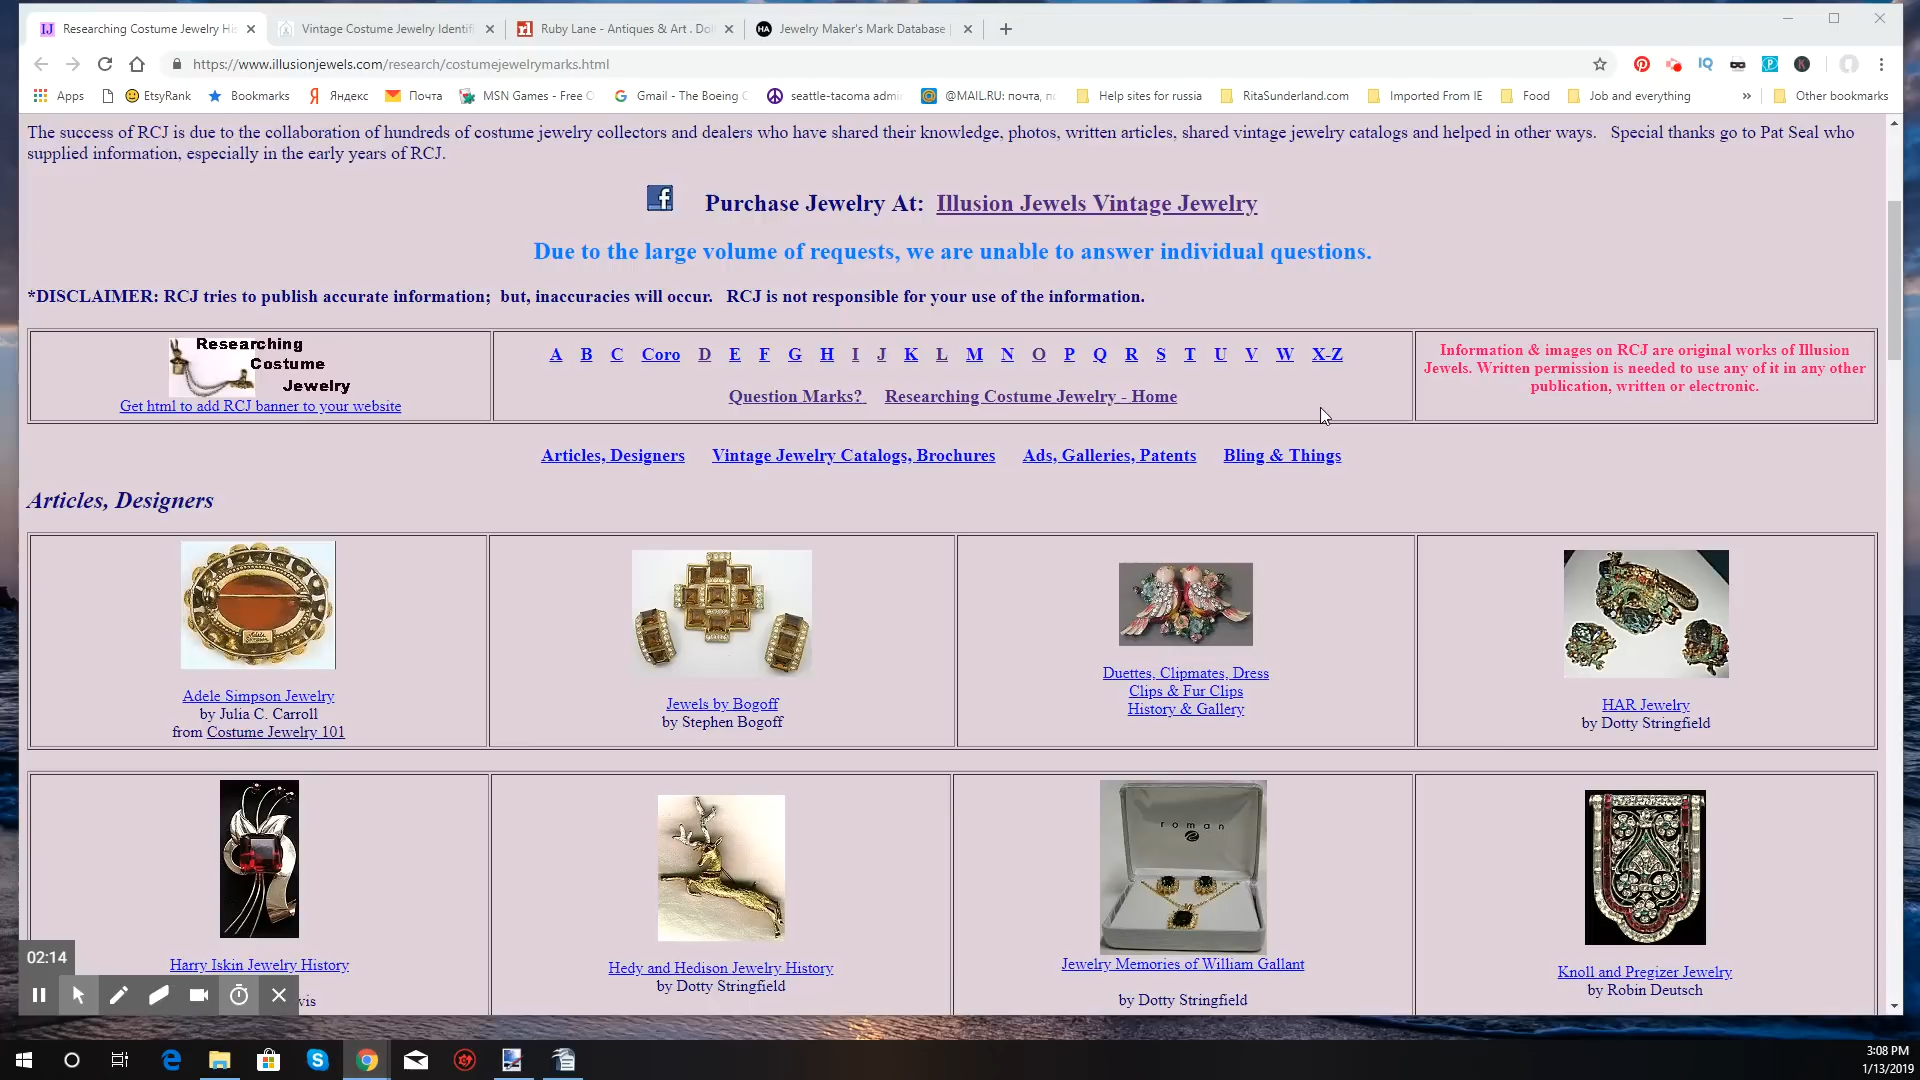 Researching Costume Jewelry Hi
Vintage Costume Jewelry Identif
Ruby Lane - Antiques & Art . Dol
Jewelry Maker's Mark Database |
https://www.illusionjewels.com/research/costumejewelrymarks.html
Apps
EtsyRank
Bookmarks
Яндекс
Почта
MSN Games - Free O
Gmail - The Boeing C
seattle-tacoma admin
@MAIL.RU: почта, по
Help sites for russia
RitaSunderland.com
Imported From IE
Food
Job and everything
»
Other bookmarks
The success of RCJ is due to the collaboration of hundreds of costume jewelry collectors and dealers who have shared their knowledge, photos, written articles, shared vintage jewelry catalogs and helped in other ways. Special thanks go to Pat Seal who
supplied information, especially in the early years of RCJ.
Purchase Jewelry At: Illusion Jewels Vintage Jewelry
Due to the large volume of requests, we are unable to answer individual questions.
*DISCLAIMER: RCJ tries to publish accurate information; but, inaccuracies will occur. RCJ is not responsible for your use of the information.
Researching
Costume
Jewelry
Get html to add RCJ banner to your website
A B C Coro D E F G H I J K L M N O P Q R S T U V W X-Z
Question Marks? Researching Costume Jewelry - Home
Information & images on RCJ are original works of Illusion
Jewels. Written permission is needed to use any of it in any other
publication, written or electronic.
Articles, Designers Vintage Jewelry Catalogs, Brochures Ads, Galleries, Patents Bling & Things
Articles, Designers
Adele Simpson Jewelry
by Julia C. Carroll
from Costume Jewelry 101
Jewels by Bogoff
by Stephen Bogoff
Duettes, Clipmates, Dress
Clips & Fur Clips
History & Gallery
HAR Jewelry
by Dotty Stringfield
roman
Harry Iskin Jewelry History
vis
Hedy and Hedison Jewelry History
by Dotty Stringfield
Jewelry Memories of William Gallant
by Dotty Stringfield
Knoll and Pregizer Jewelry
by Robin Deutsch
02:14
3:08 PM
1/13/2019